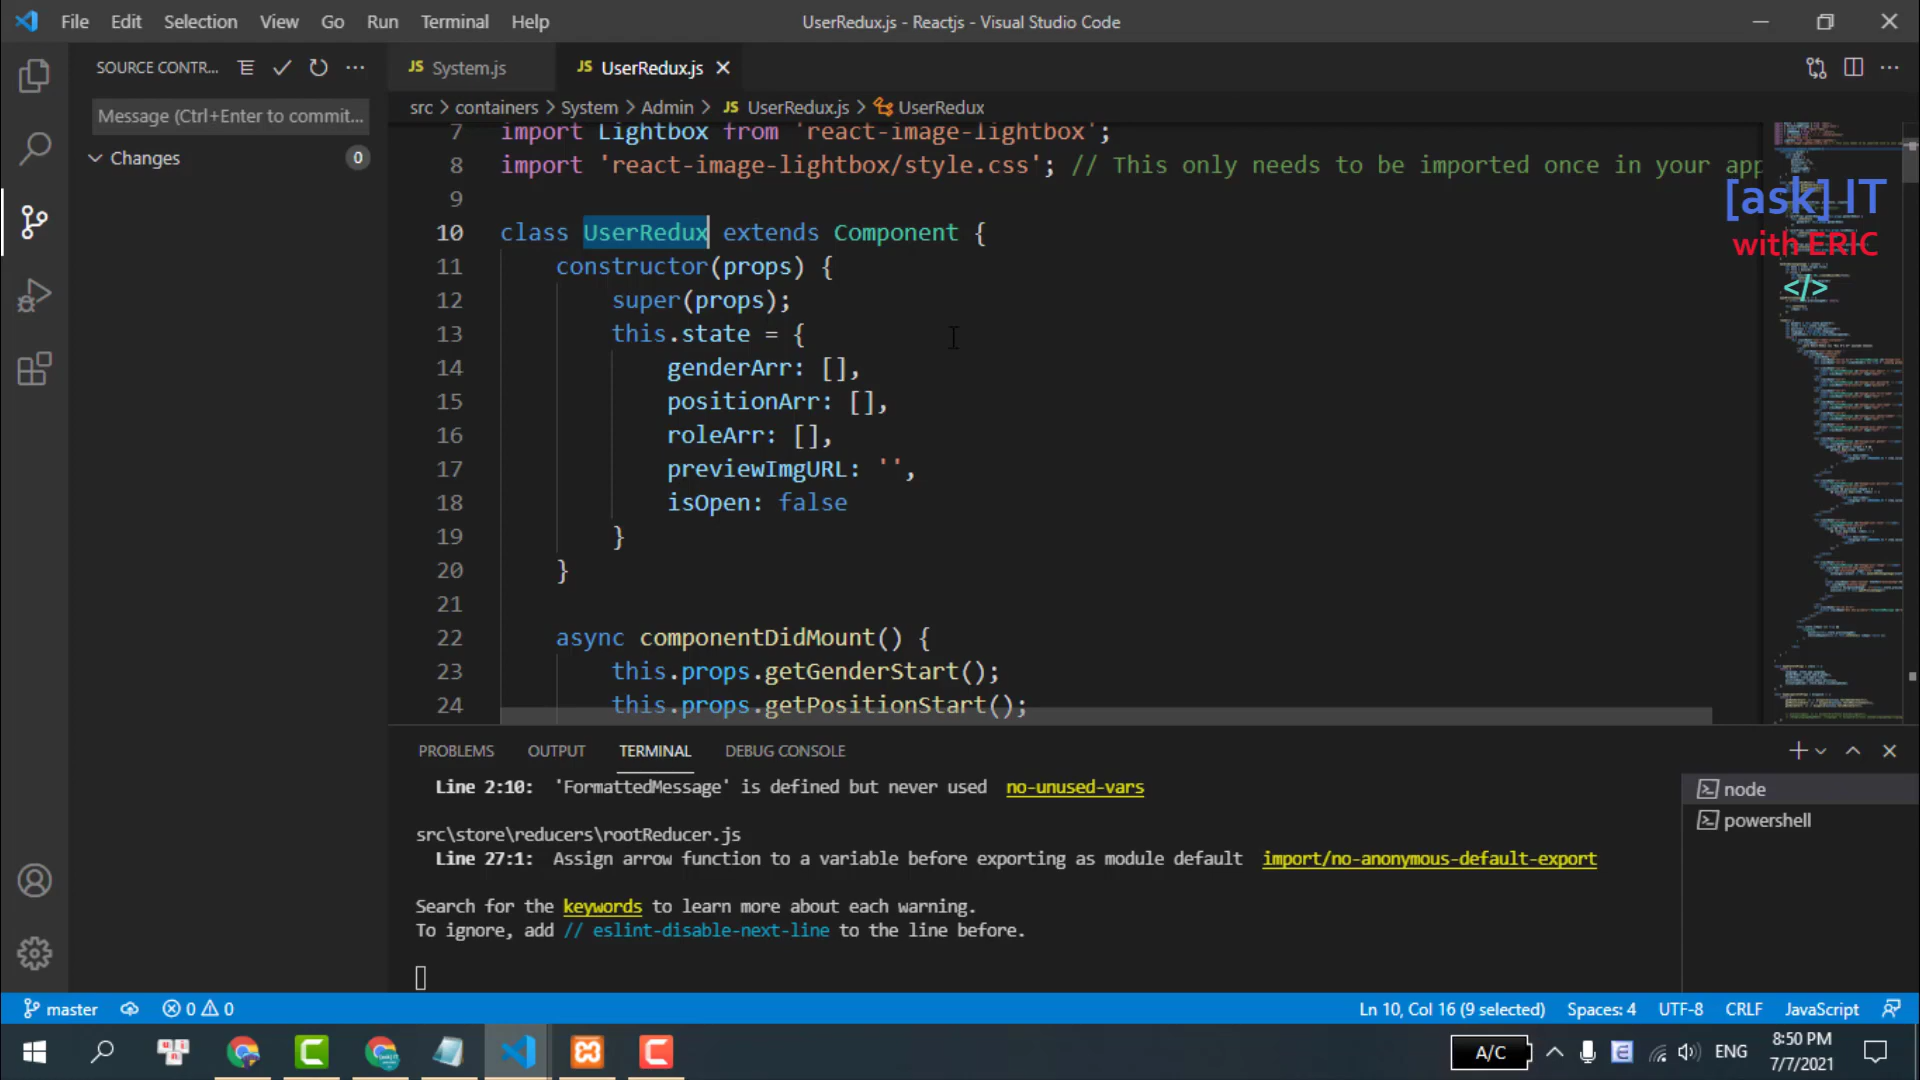 File Edit Selection View Go Run Terminal Help
UserRedux.js - Reactjs - Visual Studio Code
SOURCE CONTR...
JS System.js
JS UserRedux.js
Message (Ctrl+Enter to commit...
Changes 0
src > containers > System > Admin > JS UserRedux.js > UserRedux
7 import Lightbox from 'react-image-lightbox';
8 import 'react-image-lightbox/style.css'; // This only needs to be imported once in your app
9
10 class UserRedux extends Component {
11 constructor(props) {
12 super(props);
13 this.state = {
14 genderArr: [],
15 positionArr: [],
16 roleArr: [],
17 previewImgURL: '',
18 isOpen: false
19 }
20 }
21
22 async componentDidMount() {
23 this.props.getGenderStart();
24 this.props.getPositionStart();
[ask] IT
with ERIC
</>
PROBLEMS OUTPUT TERMINAL DEBUG CONSOLE
Line 2:10: 'FormattedMessage' is defined but never used no-unused-vars
src\store\reducers\rootReducer.js
Line 27:1: Assign arrow function to a variable before exporting as module default import/no-anonymous-default-export
Search for the keywords to learn more about each warning.
To ignore, add // eslint-disable-next-line to the line before.
node
powershell
master 0 0
Ln 10, Col 16 (9 selected) Spaces: 4 UTF-8 CRLF JavaScript
A/C
ENG
8:50 PM
7/7/2021